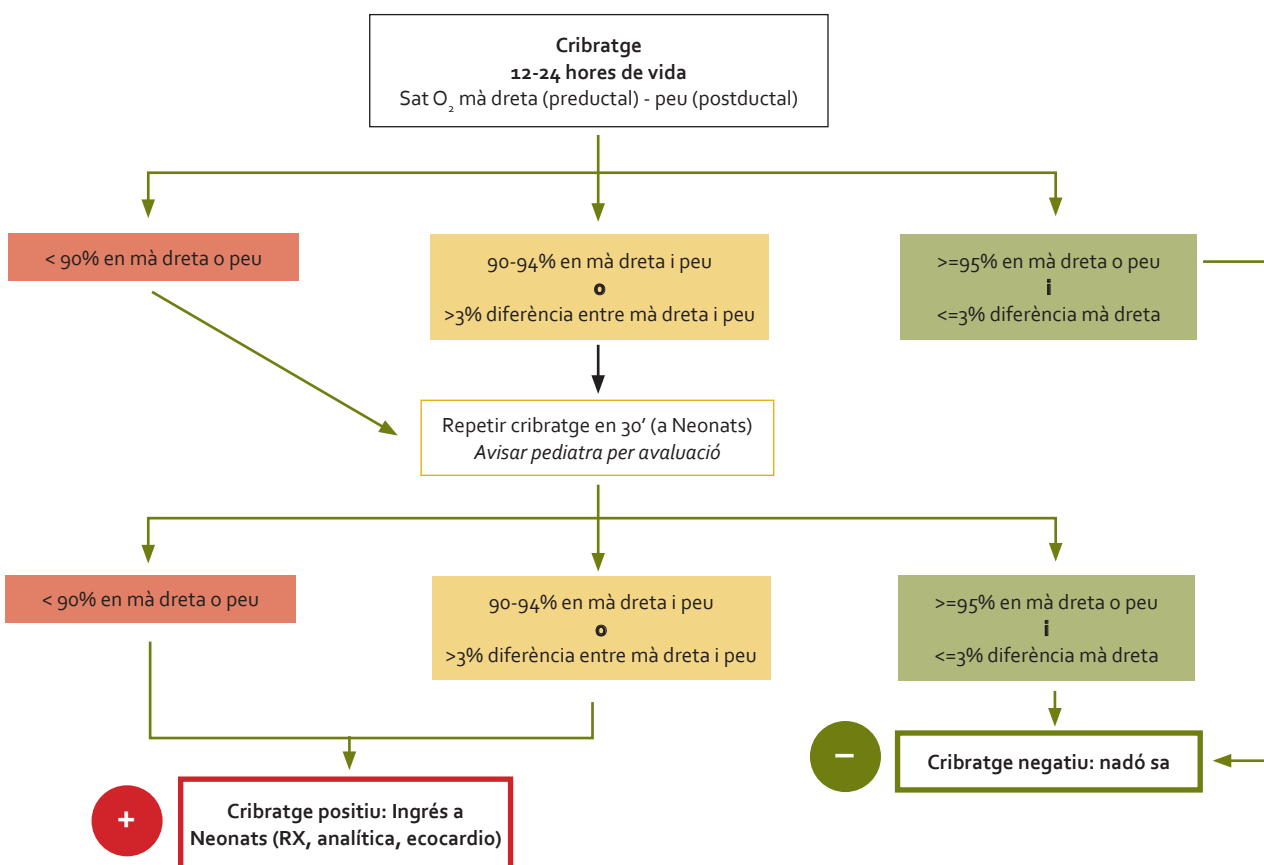 Cribratge
12-24 hores de vida
Sat O₂ mà dreta (preductal) - peu (postductal)
< 90% en mà dreta o peu
90-94% en mà dreta i peu
o
>3% diferència entre mà dreta i peu
>=95% en mà dreta o peu
i
<=3% diferència mà dreta
Repetir cribratge en 30’ (a Neonats)
Avisar pediatra per avaluació
< 90% en mà dreta o peu
90-94% en mà dreta i peu
o
>3% diferència entre mà dreta i peu
>=95% en mà dreta o peu
i
<=3% diferència mà dreta
–
Cribratge negatiu: nadó sa
+
Cribratge positiu: Ingrés a
Neonats (RX, analítica, ecocardio)